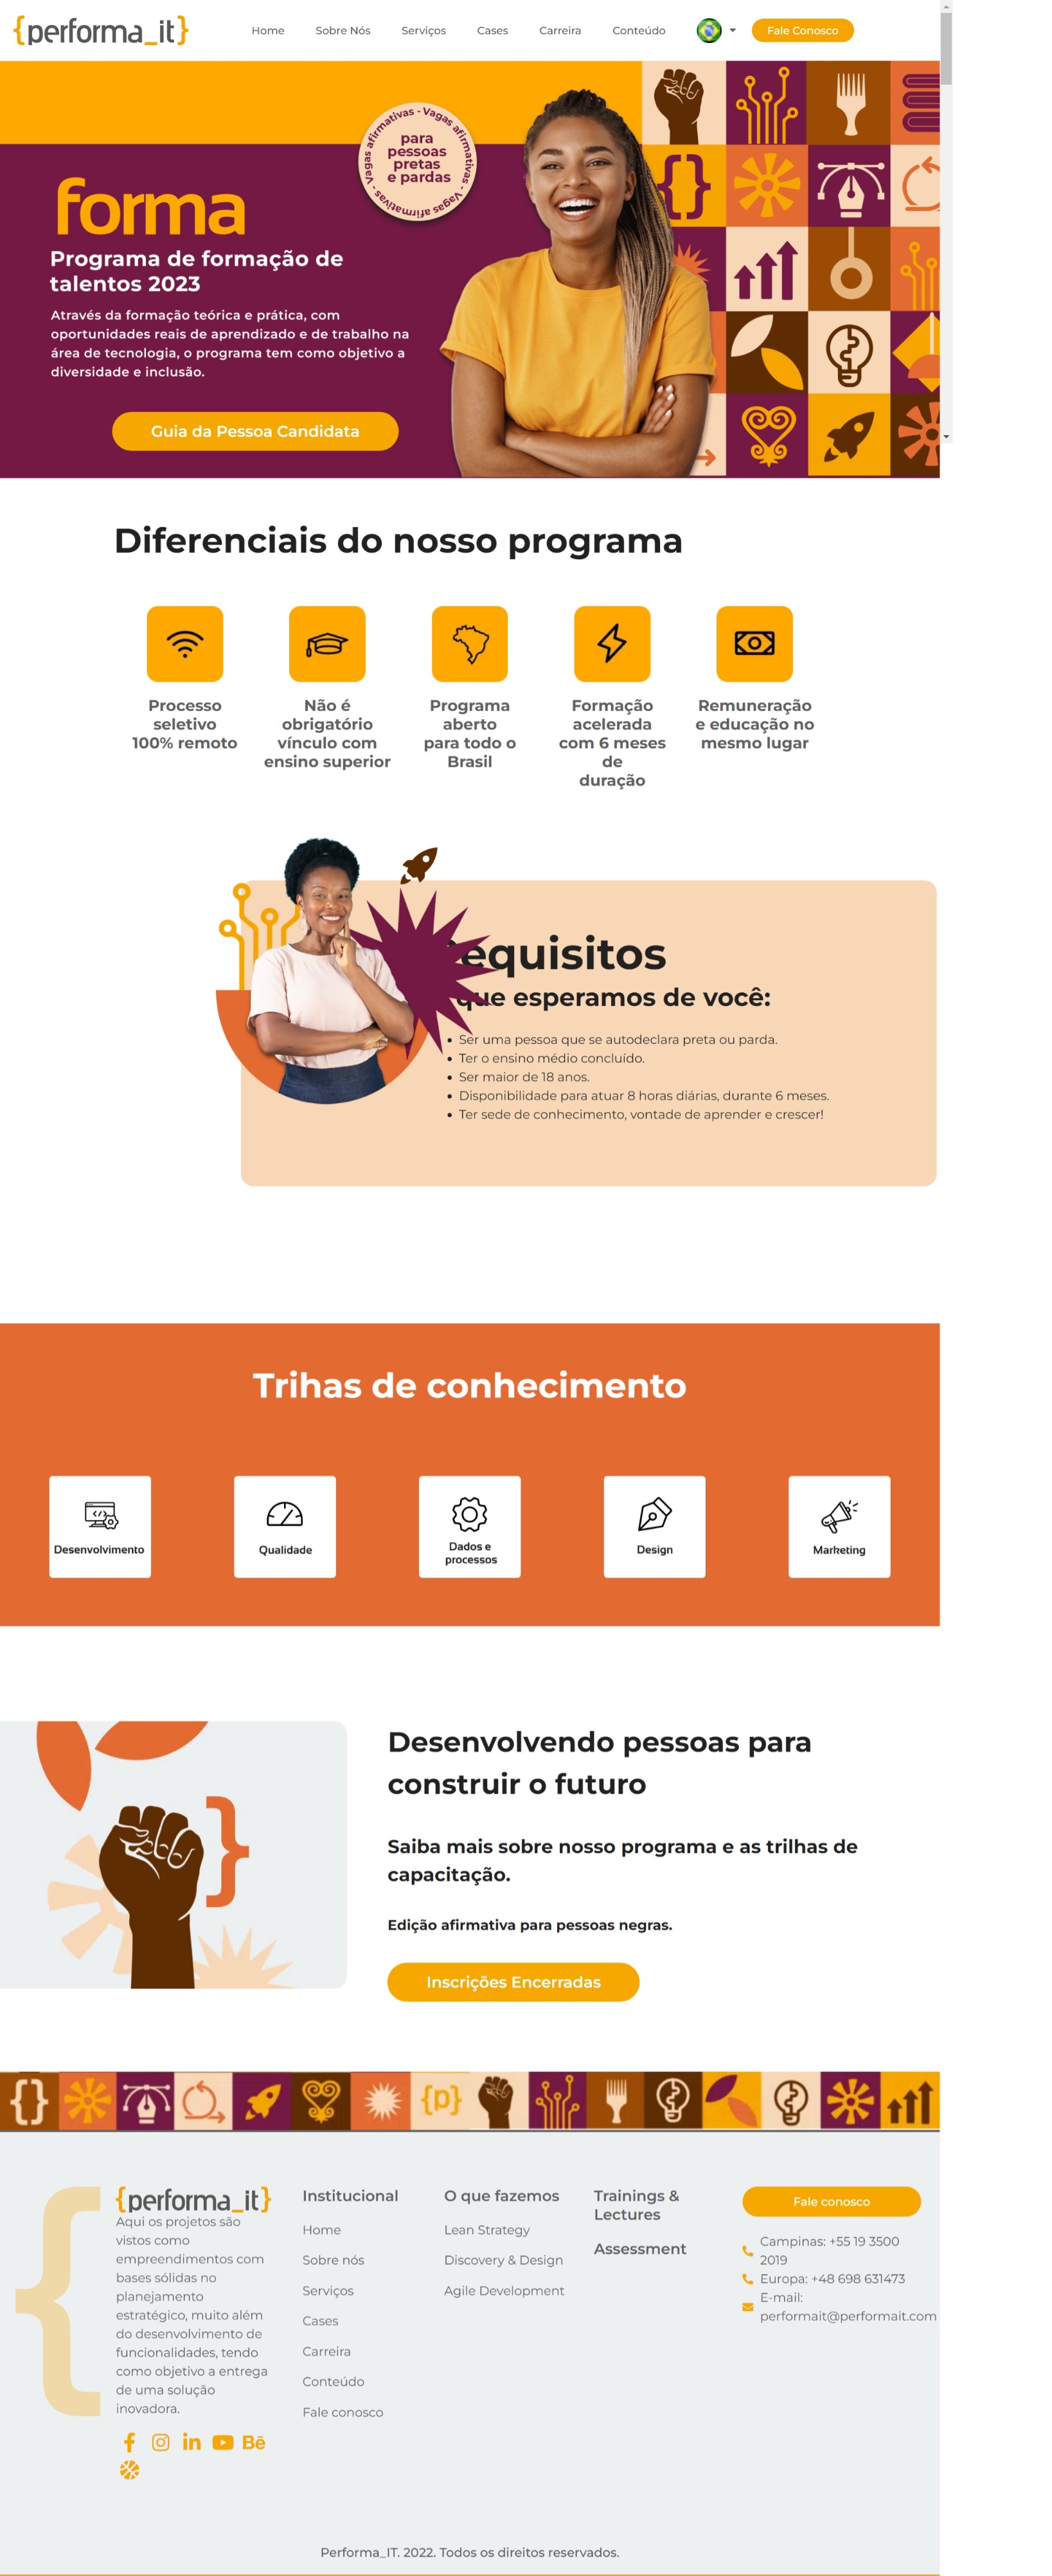 {performa_it}
Home Sobre Nós Serviços Cases Carreira Conteúdo Fale Conosco
Vagas afirmativas - Vagas afirmativas - Vagas afirmativas -
para
pessoas
pretas
e pardas
forma
Programa de formação de
talentos 2023
Através da formação teórica e prática, com
oportunidades reais de aprendizado e de trabalho na
área de tecnologia, o programa tem como objetivo a
diversidade e inclusão.
Guia da Pessoa Candidata
Diferenciais do nosso programa
Processo
seletivo
100% remoto
Não é
obrigatório
vínculo com
ensino superior
Programa
aberto
para todo o
Brasil
Formação
acelerada
com 6 meses
de
duração
Remuneração
e educação no
mesmo lugar
equisitos
que esperamos de você:
Ser uma pessoa que se autodeclara preta ou parda.
Ter o ensino médio concluído.
Ser maior de 18 anos.
Disponibilidade para atuar 8 horas diárias, durante 6 meses.
Ter sede de conhecimento, vontade de aprender e crescer!
Trihas de conhecimento
Desenvolvimento
Qualidade
Dados e
processos
Design
Marketing
Desenvolvendo pessoas para
construir o futuro
Saiba mais sobre nosso programa e as trilhas de
capacitação.
Edição afirmativa para pessoas negras.
Inscrições Encerradas
{p}
{performa_it}
Aqui os projetos são
vistos como
empreendimentos com
bases sólidas no
planejamento
estratégico, muito além
do desenvolvimento de
funcionalidades, tendo
como objetivo a entrega
de uma solução
inovadora.
Bē
Institucional
Home
Sobre nós
Serviços
Cases
Carreira
Conteúdo
Fale conosco
O que fazemos
Lean Strategy
Discovery & Design
Agile Development
Trainings &
Lectures
Assessment
Fale conosco
Campinas: +55 19 3500
2019
Europa: +48 698 631473
E-mail:
performait@performait.com
Performa_IT. 2022. Todos os direitos reservados.